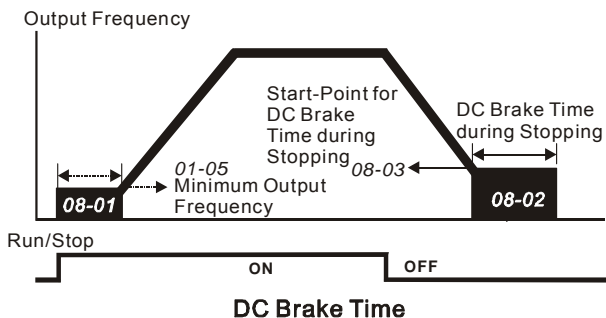 Output Frequency
Start-Point for
DC Brake
Time during
Stopping
DC Brake Time
during Stopping
01-05
08-03
Minimum Output
Frequency
08-01
08-02
Run/Stop
ON
OFF
DC Brake Time